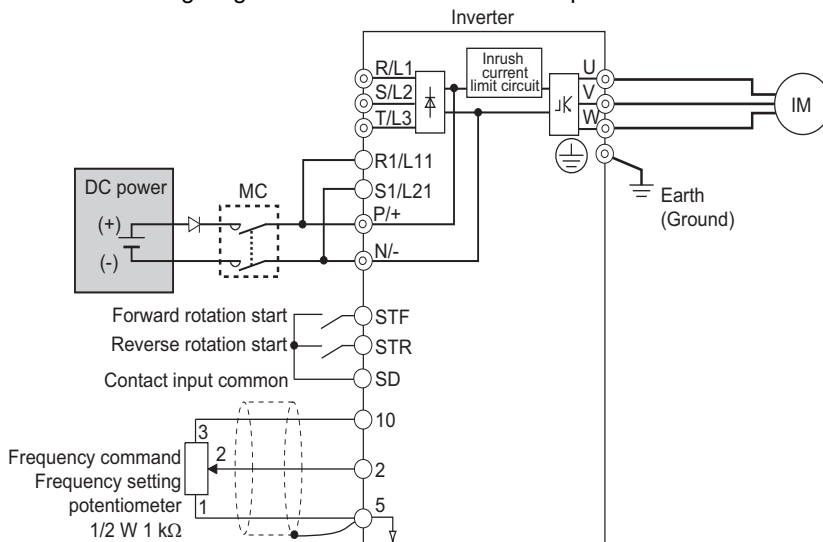 Inverter
R/L1
S/L2
T/L3
Inrush
current
limit circuit
U
V
W
IM
R1/L11
S1/L21
DC power
MC
P/+
(+)
(-)
N/-
Earth
(Ground)
Forward rotation start
STF
Reverse rotation start
STR
Contact input common
SD
10
3
2
2
Frequency command
Frequency setting
potentiometer
1/2 W 1 kΩ
1
5